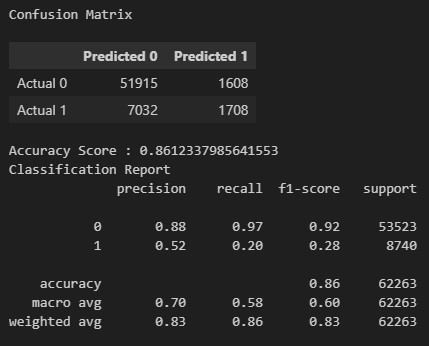 Confusion Matrix
Predicted 0 Predicted 1
Actual 0 51915 1608
Actual 1 7032 1708
Accuracy Score : 0.8612337985641553
Classification Report
precision recall f1-score support
0 0.88 0.97 0.92 53523
1 0.52 0.20 0.28 8740
accuracy 0.86 62263
macro avg 0.70 0.58 0.60 62263
weighted avg 0.83 0.86 0.83 62263